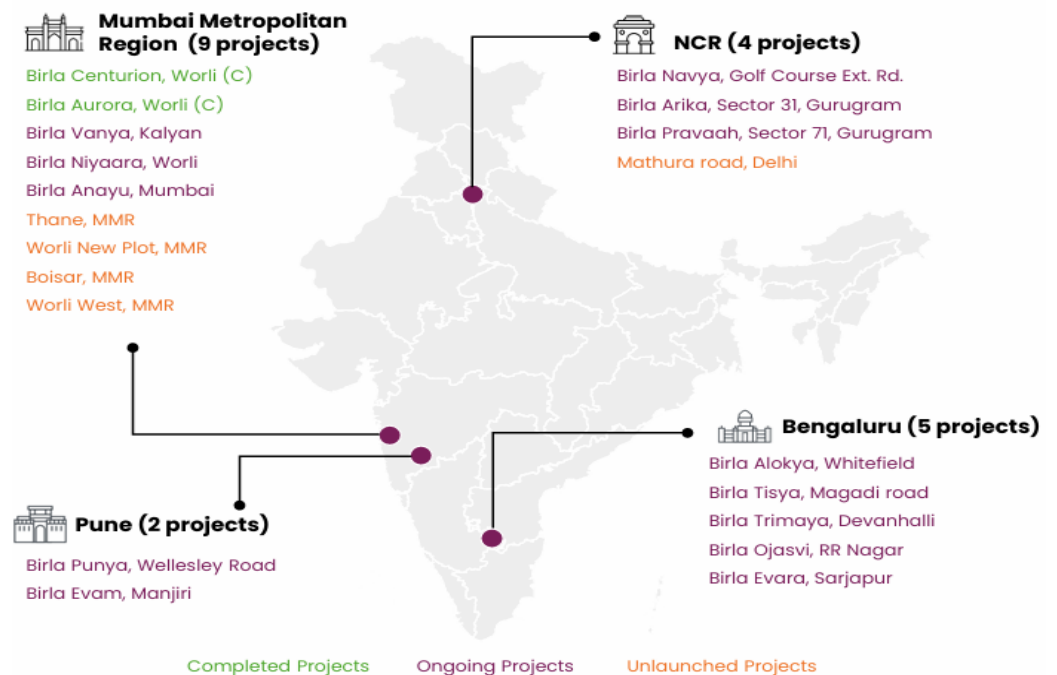 Mumbai Metropolitan
Region (9 projects)
Birla Centurion, Worli (C)
Birla Aurora, Worli (C)
Birla Vanya, Kalyan
Birla Niyaara, Worli
Birla Anayu, Mumbai
Thane, MMR
Worli New Plot, MMR
Boisar, MMR
Worli West, MMR
NCR (4 projects)
Birla Navya, Golf Course Ext. Rd.
Birla Arika, Sector 31, Gurugram
Birla Pravaah, Sector 71, Gurugram
Mathura road, Delhi
Pune (2 projects)
Birla Punya, Wellesley Road
Birla Evam, Manjiri
Bengaluru (5 projects)
Birla Alokya, Whitefield
Birla Tisya, Magadi road
Birla Trimaya, Devanhalli
Birla Ojasvi, RR Nagar
Birla Evara, Sarjapur
Completed Projects Ongoing Projects Unlaunched Projects